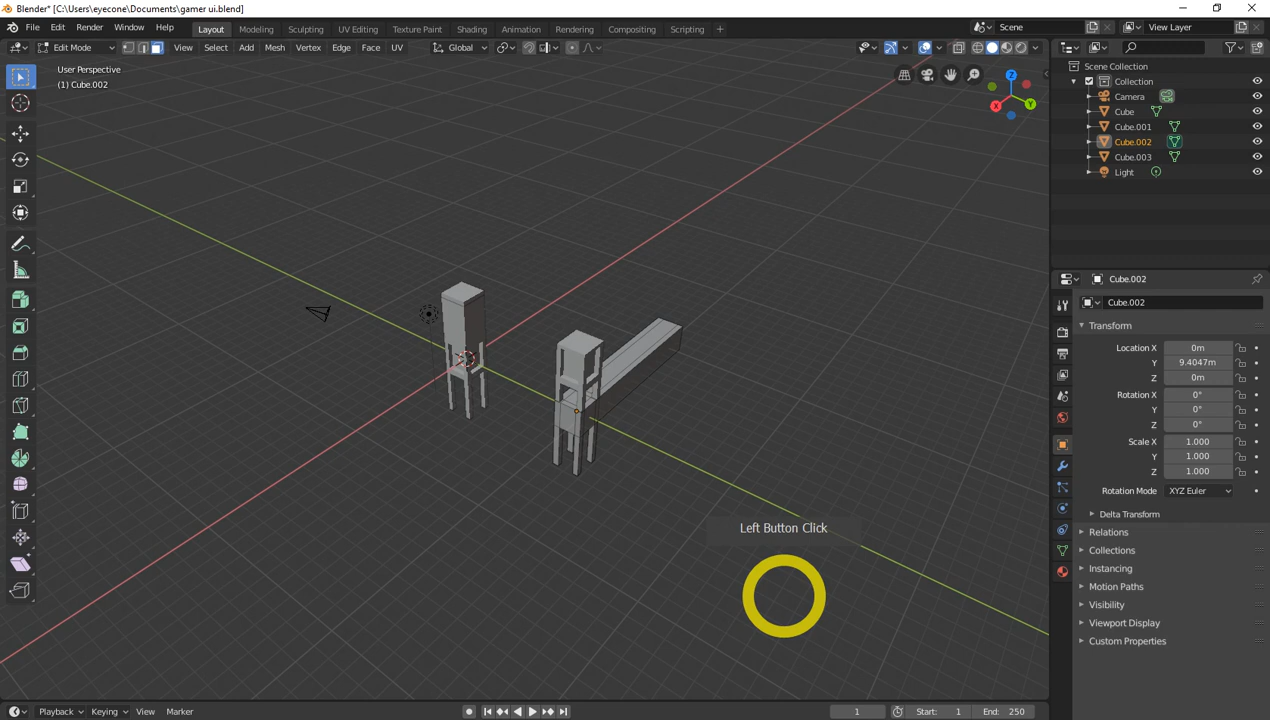 Blender* [C:\Users\eyecone\Documents\gamer ui.blend]
File Edit Render Window Help Layout Modeling Sculpting UV Editing Texture Paint Shading Animation Rendering Compositing Scripting + Scene View Layer
Edit Mode View Select Add Mesh Vertex Edge Face UV Global
User Perspective
(1) Cube.002
Z
Y
X
Scene Collection
Collection
Camera
Cube
Cube.001
Cube.002
Cube.003
Light
Cube.002
Cube.002
Transform
Location X 0m
Y 9.4047m
Z 0m
Rotation X 0°
Y 0°
Z 0°
Scale X 1.000
Y 1.000
Z 1.000
Rotation Mode XYZ Euler
Delta Transform
Relations
Collections
Instancing
Motion Paths
Visibility
Viewport Display
Custom Properties
Left Button Click
Playback Keying View Marker 1 Start: 1 End: 250